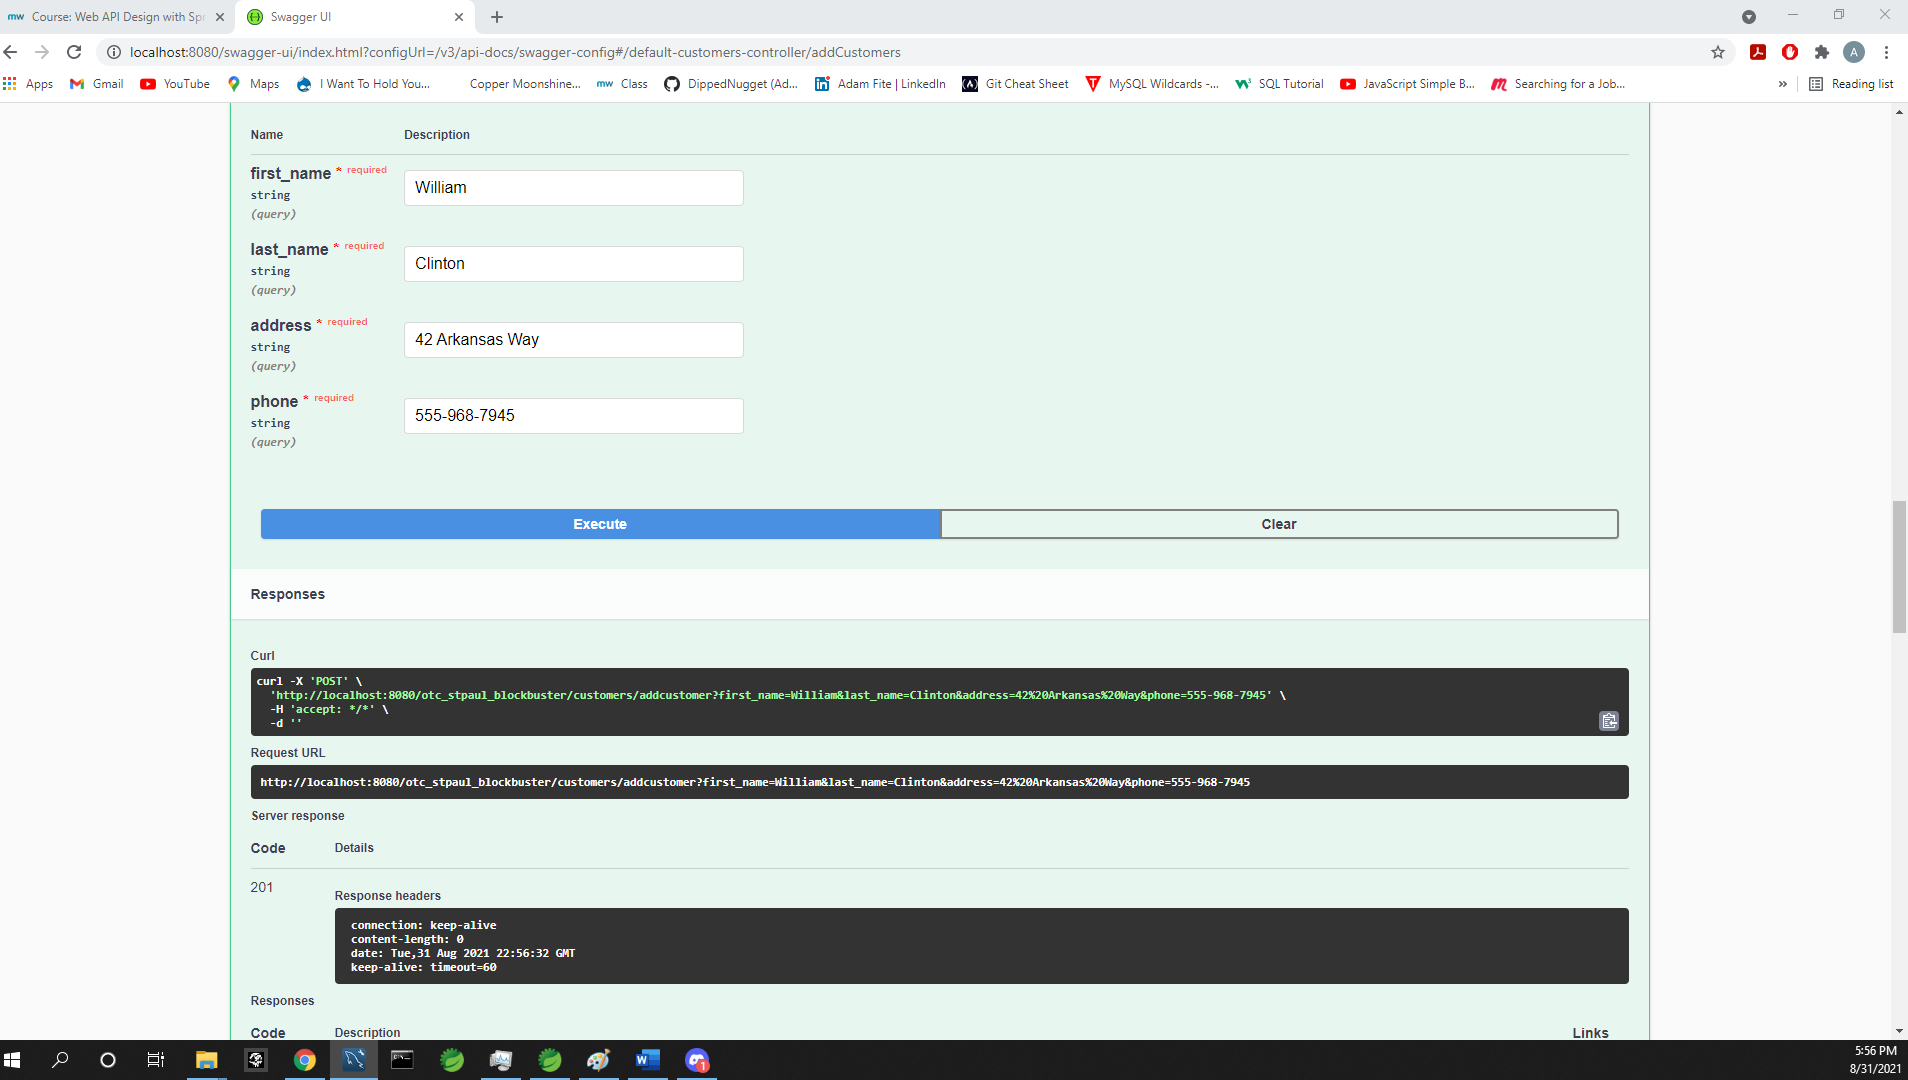 mw Course: Web API Design with Spr
Swagger UI
localhost:8080/swagger-ui/index.html?configUrl=/v3/api-docs/swagger-config#/default-customers-controller/addCustomers
A
Apps
Gmail
YouTube
Maps
I Want To Hold You...
Copper Moonshine...
mw Class
DippedNugget (Ad...
Adam Fite | LinkedIn
Git Cheat Sheet
MySQL Wildcards -...
SQL Tutorial
JavaScript Simple B...
Searching for a Job...
»
Reading list
Name Description
first_name * required
string
(query)
William
last_name * required
string
(query)
Clinton
address * required
string
(query)
42 Arkansas Way
phone * required
string
(query)
555-968-7945
Execute Clear
Responses
Curl
curl -X 'POST' \
'http://localhost:8080/otc_stpaul_blockbuster/customers/addcustomer?first_name=William&last_name=Clinton&address=42%20Arkansas%20Way&phone=555-968-7945' \
-H 'accept: */*' \
-d ''
Request URL
http://localhost:8080/otc_stpaul_blockbuster/customers/addcustomer?first_name=William&last_name=Clinton&address=42%20Arkansas%20Way&phone=555-968-7945
Server response
Code Details
201
Response headers
connection: keep-alive
content-length: 0
date: Tue,31 Aug 2021 22:56:32 GMT
keep-alive: timeout=60
Responses
Code Description Links
5:56 PM
8/31/2021